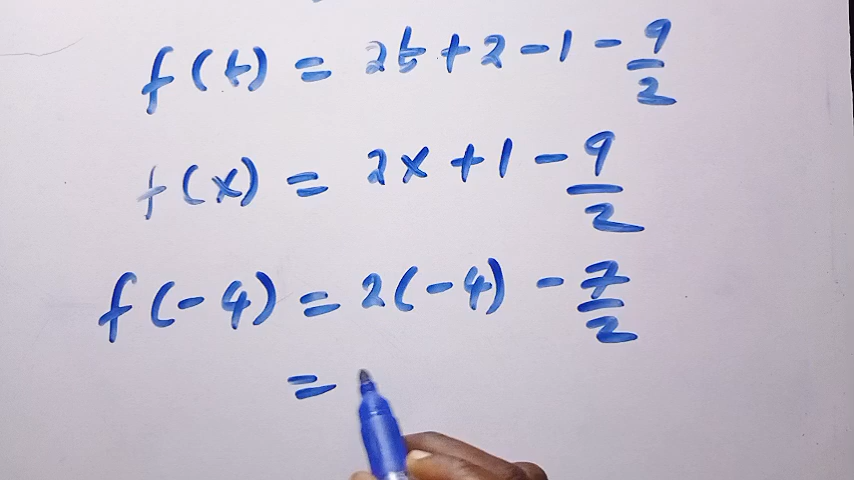 f(t) = 2t + 2 - 1 - 9/2
f(x) = 2x + 1 - 9/2
f(-4) = 2(-4) - 7/2
=